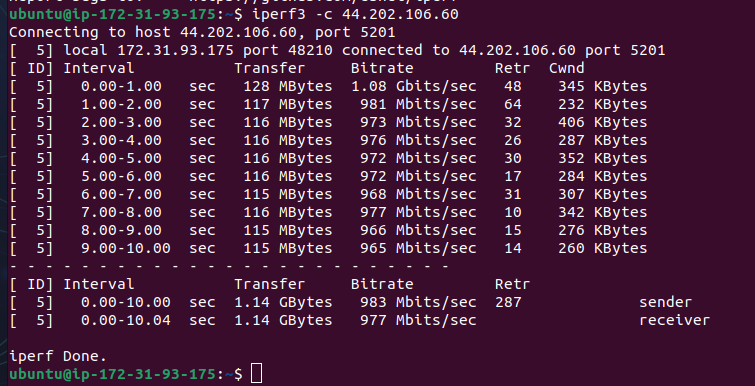 ubuntu@ip-172-31-93-175:~$ iperf3 -c 44.202.106.60
Connecting to host 44.202.106.60, port 5201
[  5] local 172.31.93.175 port 48210 connected to 44.202.106.60 port 5201
[ ID] Interval           Transfer     Bitrate         Retr  Cwnd
[  5]   0.00-1.00   sec   128 MBytes  1.08 Gbits/sec   48    345 KBytes
[  5]   1.00-2.00   sec   117 MBytes   981 Mbits/sec   64    232 KBytes
[  5]   2.00-3.00   sec   116 MBytes   973 Mbits/sec   32    406 KBytes
[  5]   3.00-4.00   sec   116 MBytes   976 Mbits/sec   26    287 KBytes
[  5]   4.00-5.00   sec   116 MBytes   972 Mbits/sec   30    352 KBytes
[  5]   5.00-6.00   sec   116 MBytes   972 Mbits/sec   17    284 KBytes
[  5]   6.00-7.00   sec   115 MBytes   968 Mbits/sec   31    307 KBytes
[  5]   7.00-8.00   sec   116 MBytes   977 Mbits/sec   10    342 KBytes
[  5]   8.00-9.00   sec   115 MBytes   966 Mbits/sec   15    276 KBytes
[  5]   9.00-10.00  sec   115 MBytes   965 Mbits/sec   14    260 KBytes
- - - - - - - - - - - - - - - - - - - - - - - - -
[ ID] Interval           Transfer     Bitrate         Retr
[  5]   0.00-10.00  sec  1.14 GBytes   983 Mbits/sec  287             sender
[  5]   0.00-10.04  sec  1.14 GBytes   977 Mbits/sec                  receiver
iperf Done.
ubuntu@ip-172-31-93-175:~$